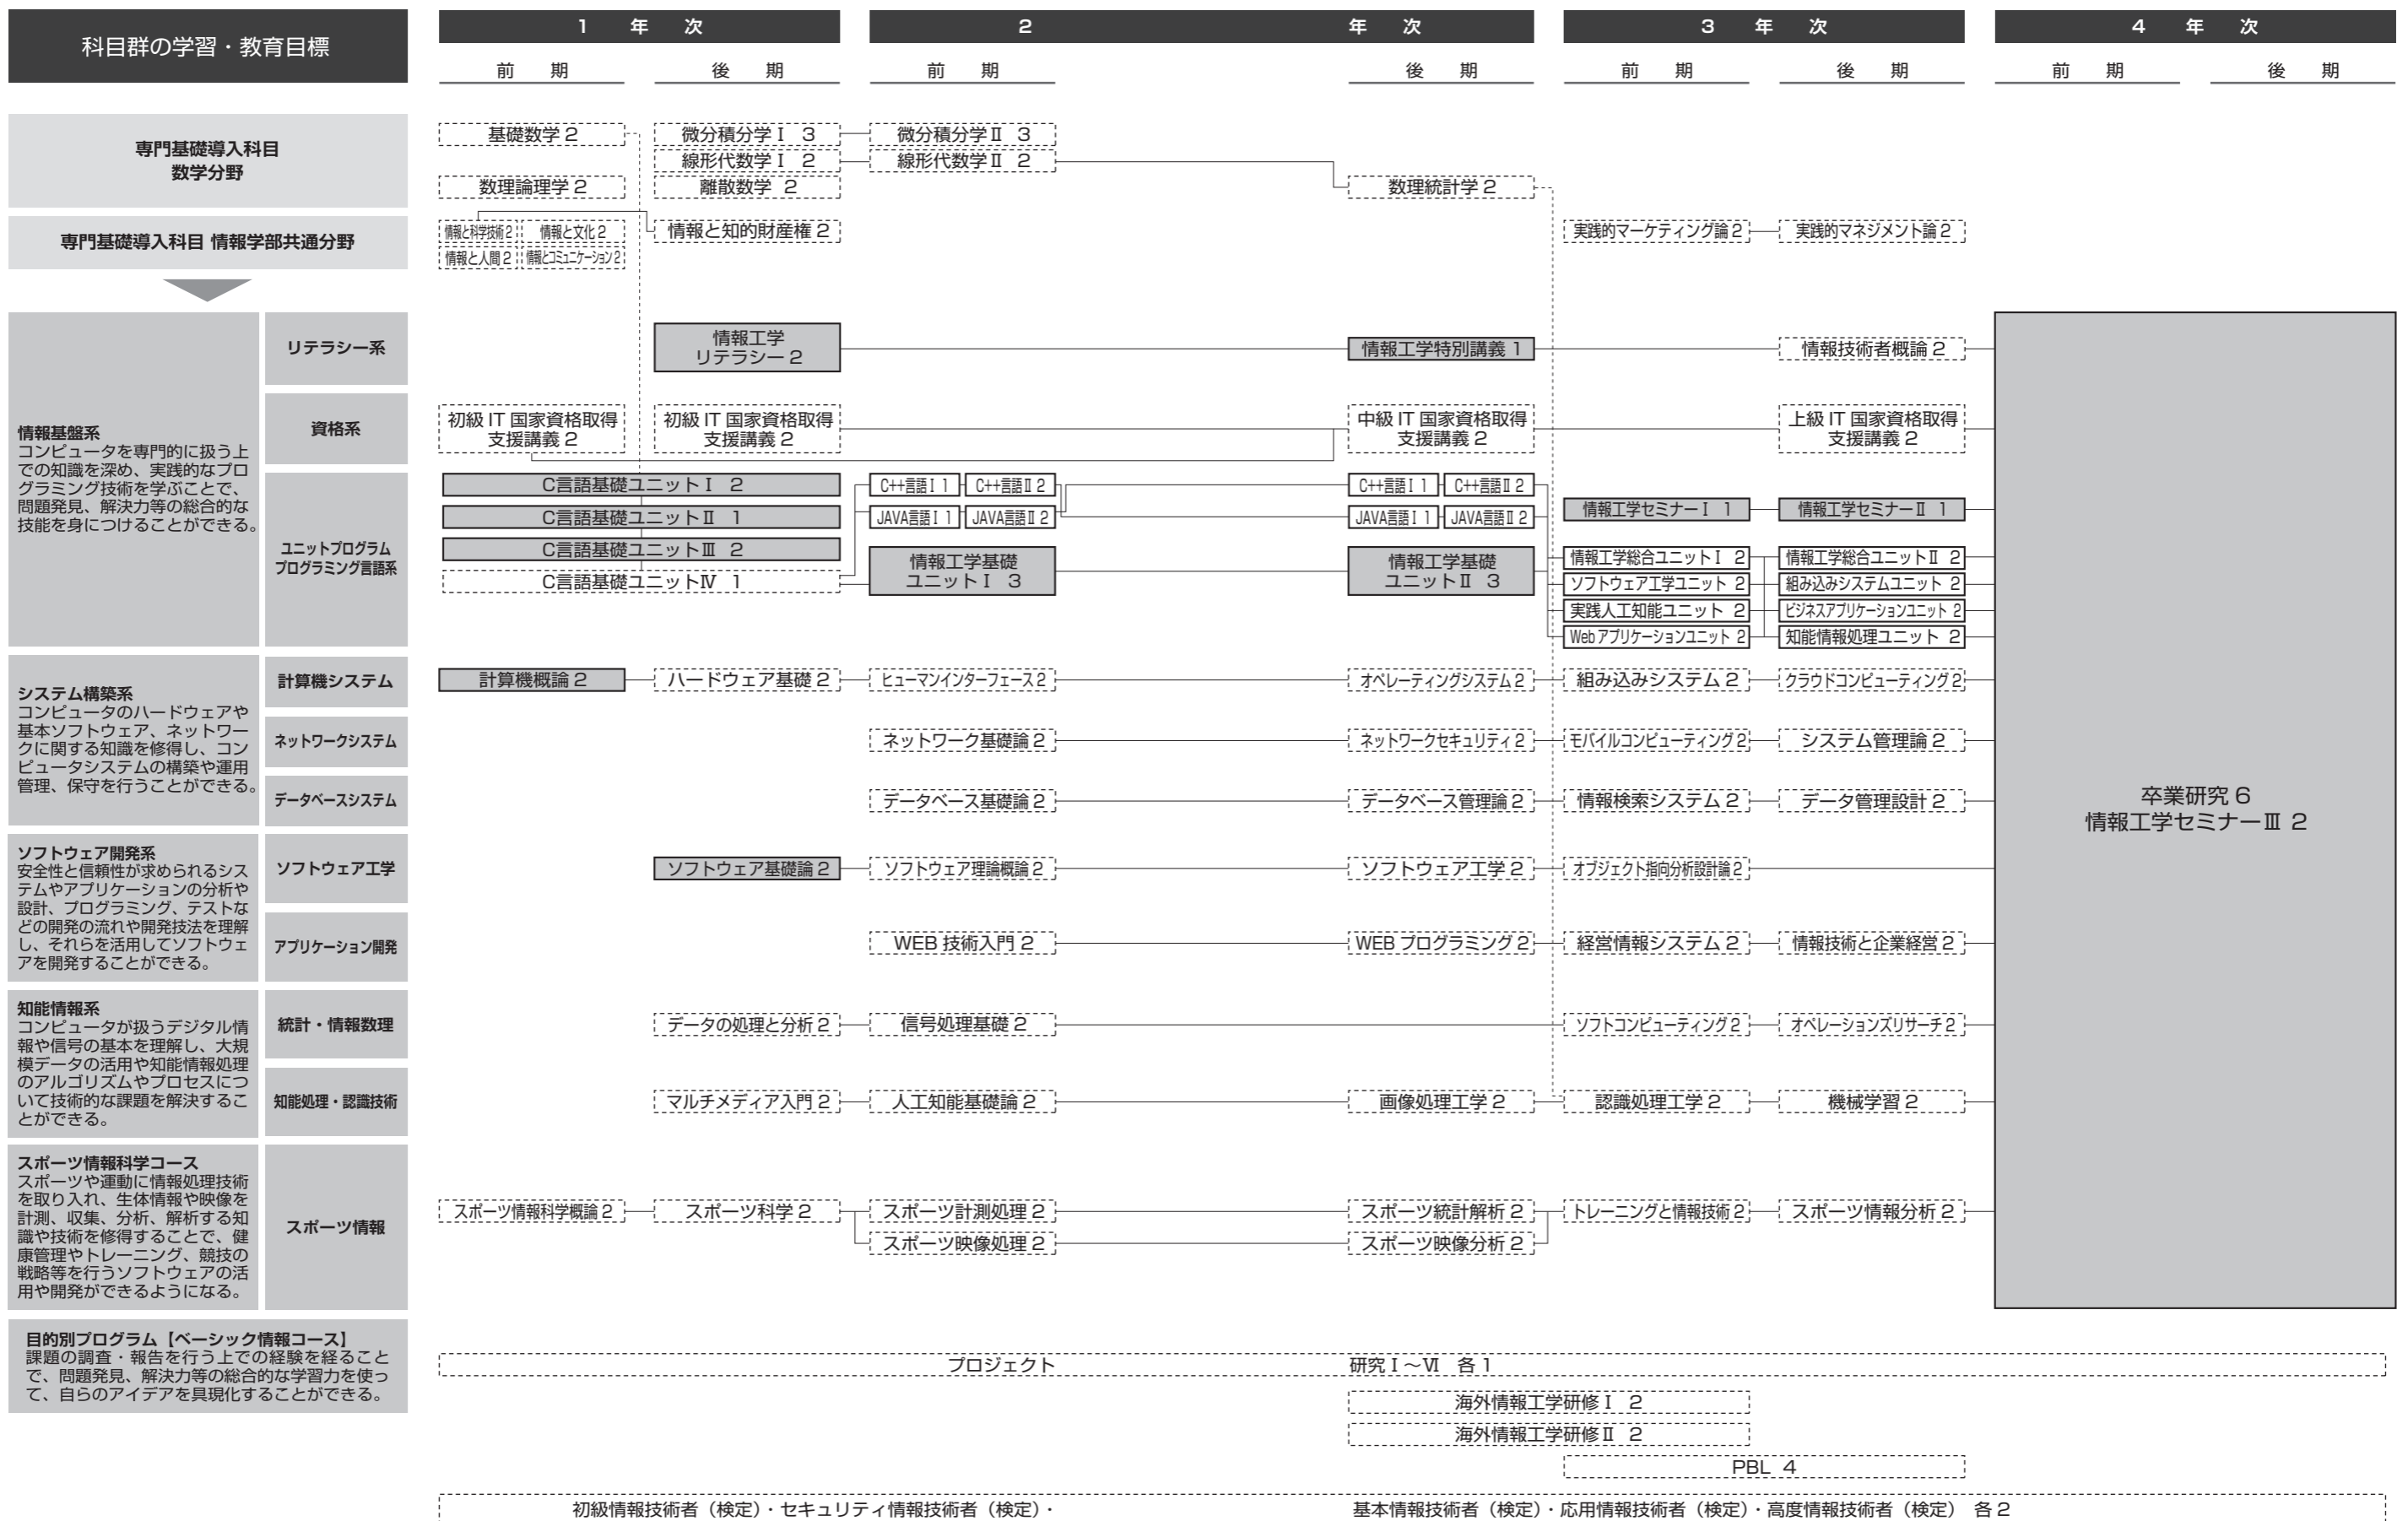 科目群の学習・教育目標
1 年 次
2 年 次
3 年 次
4 年 次
前 期
後 期
前 期
後 期
前 期
後 期
前 期
後 期
専門基礎導入科目
数学分野
基礎数学 2
微分積分学Ⅰ 3
微分積分学Ⅱ 3
線形代数学Ⅰ 2
線形代数学Ⅱ 2
数理論理学 2
離散数学 2
数理統計学 2
専門基礎導入科目 情報学部共通分野
情報と科学技術 2
情報と文化 2
情報と知的財産権 2
実践的マーケティング論 2
実践的マネジメント論 2
情報と人間 2
情報とコミュニケーション 2
情報基盤系
コンピュータを専門的に扱う上
での知識を深め、実践的なプロ
グラミング技術を学ぶことで、
問題発見、解決力等の総合的な
技能を身につけることができる。
リテラシー系
情報工学
リテラシー 2
情報工学特別講義 1
情報技術者概論 2
資格系
初級 IT 国家資格取得
支援講義 2
初級 IT 国家資格取得
支援講義 2
中級 IT 国家資格取得
支援講義 2
上級 IT 国家資格取得
支援講義 2
ユニットプログラム
プログラミング言語系
C言語基礎ユニットⅠ 2
C言語基礎ユニットⅡ 1
C言語基礎ユニットⅢ 2
C言語基礎ユニットⅣ 1
C++言語Ⅰ 1
C++言語Ⅱ 2
JAVA言語Ⅰ 1
JAVA言語Ⅱ 2
情報工学基礎
ユニットⅠ 3
C++言語Ⅰ 1
C++言語Ⅱ 2
JAVA言語Ⅰ 1
JAVA言語Ⅱ 2
情報工学基礎
ユニットⅡ 3
情報工学セミナーⅠ 1
情報工学セミナーⅡ 1
情報工学総合ユニットⅠ 2
情報工学総合ユニットⅡ 2
ソフトウェア工学ユニット 2
組み込みシステムユニット 2
実践人工知能ユニット 2
ビジネスアプリケーションユニット 2
Webアプリケーションユニット 2
知能情報処理ユニット 2
システム構築系
コンピュータのハードウェアや
基本ソフトウェア、ネットワー
クに関する知識を修得し、コン
ピュータシステムの構築や運用
管理、保守を行うことができる。
計算機システム
計算機概論 2
ハードウェア基礎 2
ヒューマンインターフェース 2
オペレーティングシステム 2
組み込みシステム 2
クラウドコンピューティング 2
ネットワークシステム
ネットワーク基礎論 2
ネットワークセキュリティ 2
モバイルコンピューティング 2
システム管理論 2
データベースシステム
データベース基礎論 2
データベース管理論 2
情報検索システム 2
データ管理設計 2
卒業研究 6
情報工学セミナーⅢ 2
ソフトウェア開発系
安全性と信頼性が求められるシス
テムやアプリケーションの分析や
設計、プログラミング、テストな
どの開発の流れや開発技法を理解
し、それらを活用してソフトウェ
アを開発することができる。
ソフトウェア工学
ソフトウェア基礎論 2
ソフトウェア理論概論 2
ソフトウェア工学 2
オブジェクト指向分析設計論 2
アプリケーション開発
WEB 技術入門 2
WEB プログラミング 2
経営情報システム 2
情報技術と企業経営 2
知能情報系
コンピュータが扱うデジタル情
報や信号の基本を理解し、大規
模データの活用や知能情報処理
のアルゴリズムやプロセスにつ
いて技術的な課題を解決するこ
とができる。
統計・情報数理
データの処理と分析 2
信号処理基礎 2
ソフトコンピューティング 2
オペレーションズリサーチ 2
知能処理・認識技術
マルチメディア入門 2
人工知能基礎論 2
画像処理工学 2
認識処理工学 2
機械学習 2
スポーツ情報科学コース
スポーツや運動に情報処理技術
を取り入れ、生体情報や映像を
計測、収集、分析、解析する知
識や技術を修得することで、健
康管理やトレーニング、競技の
戦略等を行うソフトウェアの活
用や開発ができるようになる。
スポーツ情報
スポーツ情報科学概論 2
スポーツ科学 2
スポーツ計測処理 2
スポーツ統計解析 2
トレーニングと情報技術 2
スポーツ情報分析 2
スポーツ映像処理 2
スポーツ映像分析 2
目的別プログラム【ベーシック情報コース】
課題の調査・報告を行う上での経験を経ること
で、問題発見、解決力等の総合的な学習力を使っ
て、自らのアイデアを具現化することができる。
プロジェクト 研究Ⅰ〜Ⅵ 各 1
海外情報工学研修Ⅰ 2
海外情報工学研修Ⅱ 2
PBL 4
初級情報技術者（検定）・セキュリティ情報技術者（検定）・ 基本情報技術者（検定）・応用情報技術者（検定）・高度情報技術者（検定） 各 2